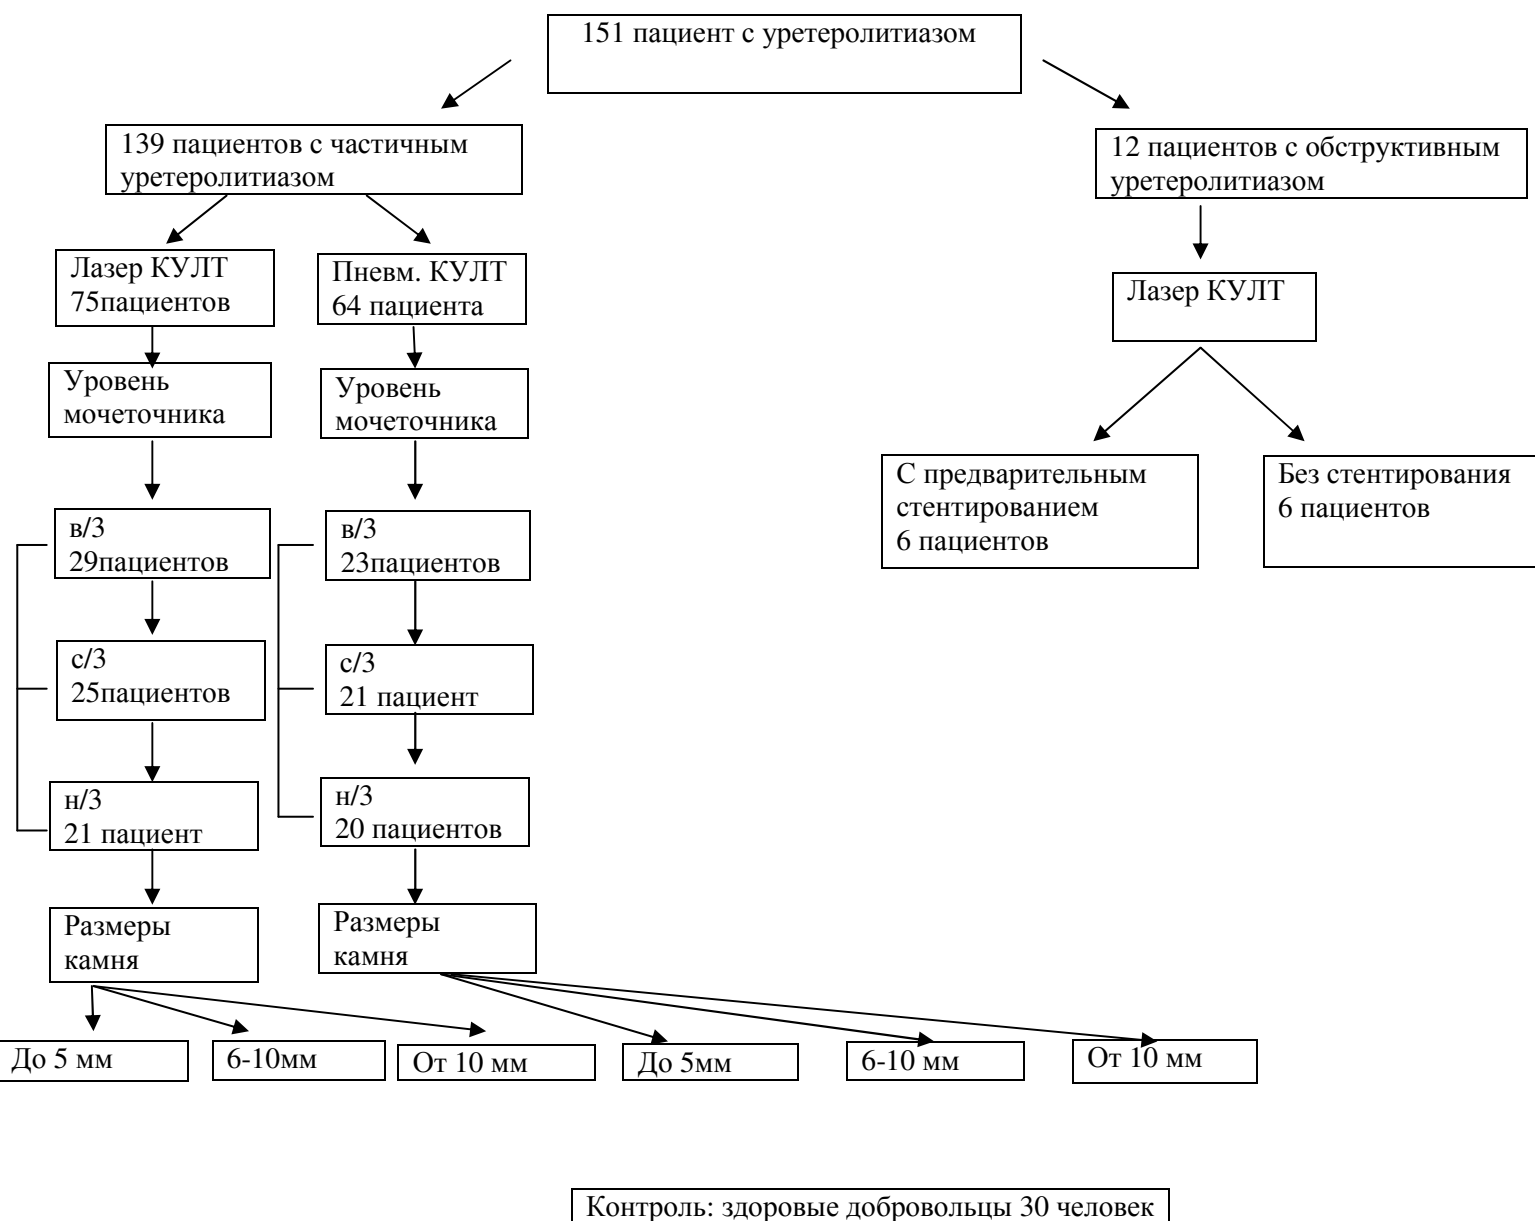 151 пациент с уретеролитиазом
139 пациентов с частичным
уретеролитиазом
12 пациентов с обструктивным
уретеролитиазом
Лазер КУЛТ
75пациентов
Пневм. КУЛТ
64 пациента
Лазер КУЛТ
Уровень
мочеточника
Уровень
мочеточника
С предварительным
стентированием
6 пациентов
Без стентирования
6 пациентов
в/3
29пациентов
в/3
23пациентов
с/3
25пациентов
с/3
21 пациент
н/3
21 пациент
н/3
20 пациентов
Размеры
камня
Размеры
камня
До 5 мм
6-10мм
От 10 мм
До 5мм
6-10 мм
От 10 мм
Контроль: здоровые добровольцы 30 человек